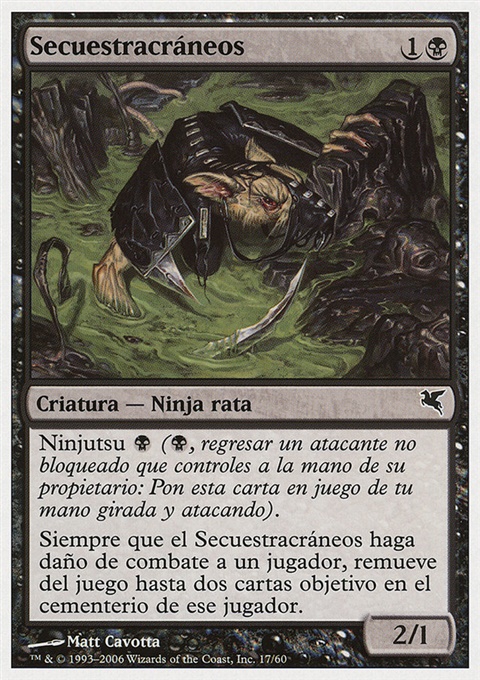 Secuestracráneos 1
Criatura — Ninja rata
Ninjutsu (, regresar un atacante no
bloqueado que controles a la mano de su
propietario: Pon esta carta en juego de tu
mano girada y atacando).
Siempre que el Secuestracráneos haga
daño de combate a un jugador, remueve
del juego hasta dos cartas objetivo en el
cementerio de ese jugador.
Matt Cavotta
2/1
™ & © 1993–2006 Wizards of the Coast, Inc. 17/60